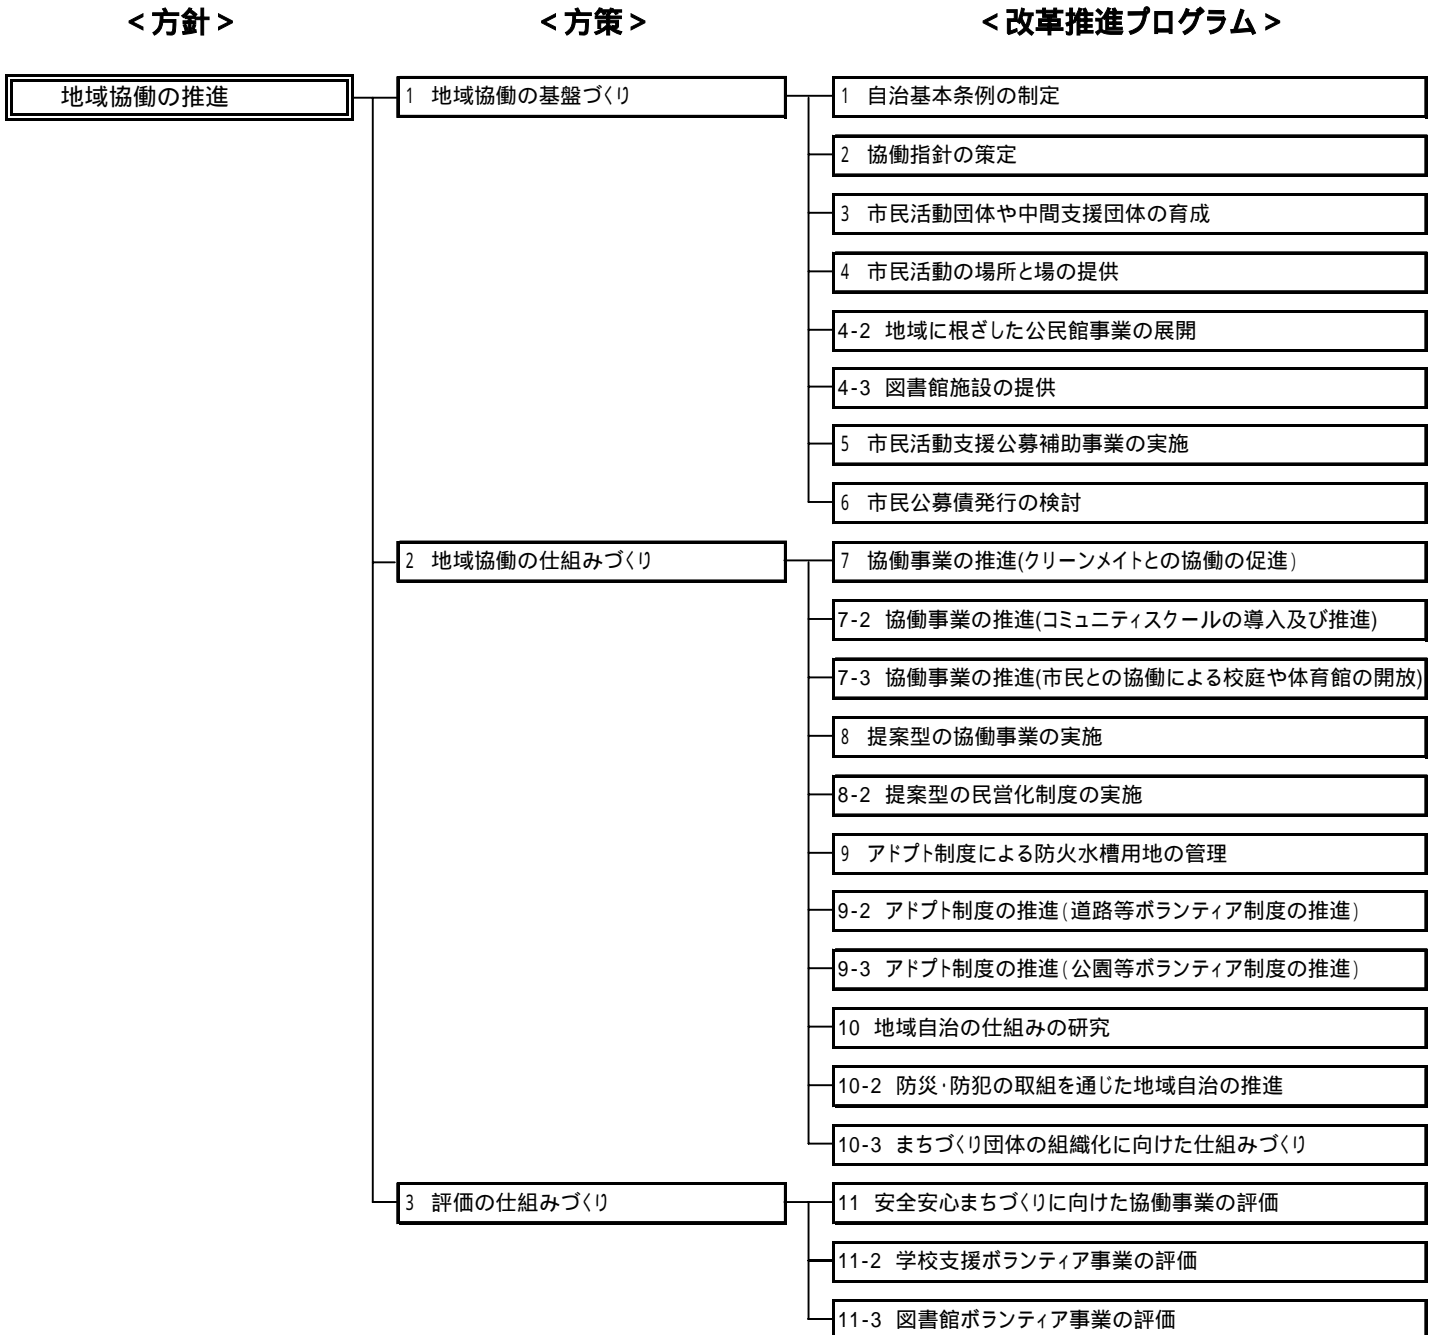 <方針>
<方策>
<改革推進プログラム>
地域協働の推進
1 地域協働の基盤づくり
1 自治基本条例の制定
2 協働指針の策定
3 市民活動団体や中間支援団体の育成
4 市民活動の場所と場の提供
4-2 地域に根ざした公民館事業の展開
4-3 図書館施設の提供
5 市民活動支援公募補助事業の実施
6 市民公募債発行の検討
2 地域協働の仕組みづくり
7 協働事業の推進(クリーンメイトとの協働の促進)
7-2 協働事業の推進(コミュニティスクールの導入及び推進)
7-3 協働事業の推進(市民との協働による校庭や体育館の開放)
8 提案型の協働事業の実施
8-2 提案型の民営化制度の実施
9 アドプト制度による防火水槽用地の管理
9-2 アドプト制度の推進(道路等ボランティア制度の推進)
9-3 アドプト制度の推進(公園等ボランティア制度の推進)
10 地域自治の仕組みの研究
10-2 防災・防犯の取組を通じた地域自治の推進
10-3 まちづくり団体の組織化に向けた仕組みづくり
3 評価の仕組みづくり
11 安全安心まちづくりに向けた協働事業の評価
11-2 学校支援ボランティア事業の評価
11-3 図書館ボランティア事業の評価